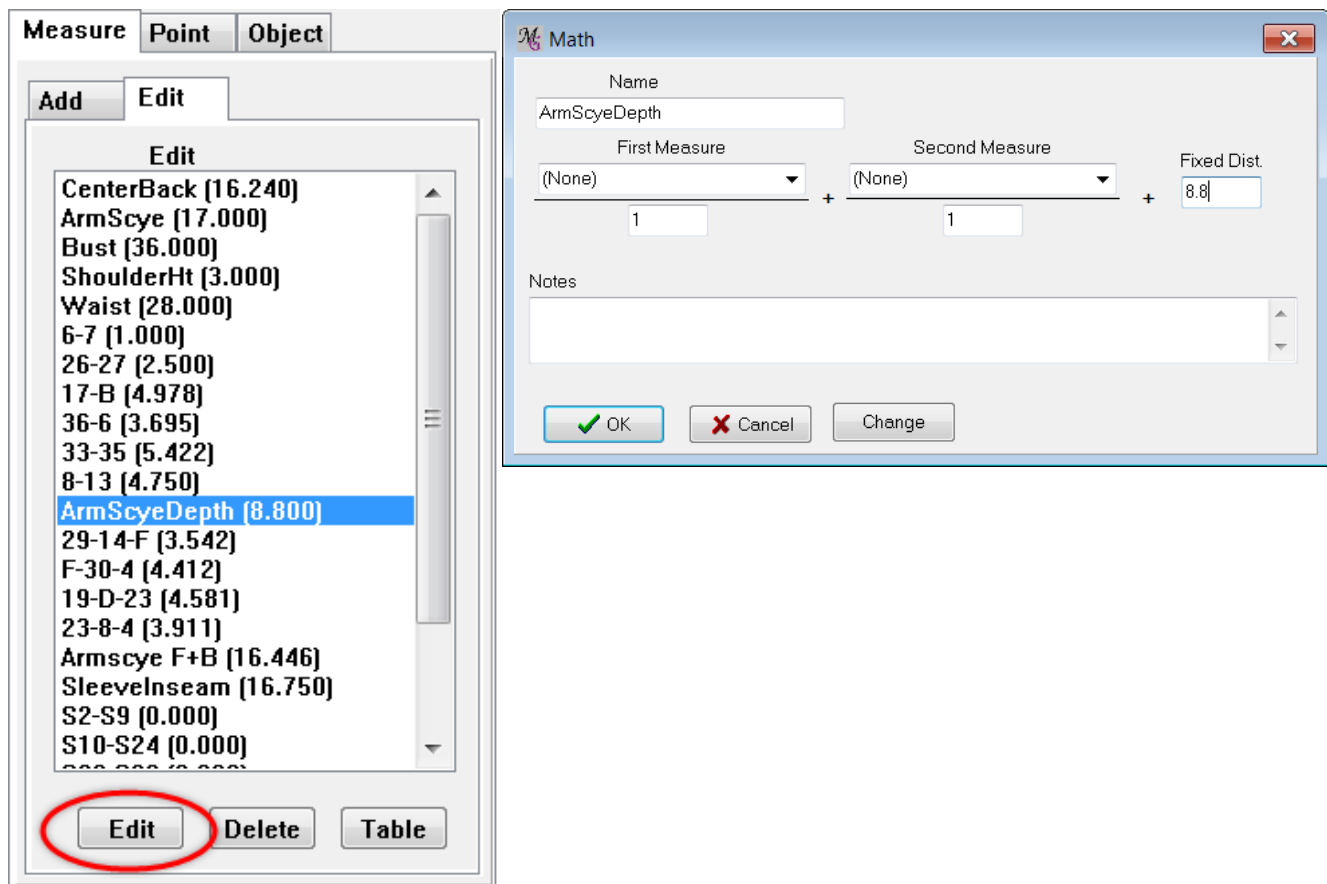 Measure Point Object
Add Edit
Edit
CenterBack (16.240)
ArmScye (17.000)
Bust (36.000)
ShoulderHt (3.000)
Waist (28.000)
6-7 (1.000)
26-27 (2.500)
17-B (4.978)
36-6 (3.695)
33-35 (5.422)
8-13 (4.750)
ArmScyeDepth (8.800)
29-14-F (3.542)
F-30-4 (4.412)
19-D-23 (4.581)
23-8-4 (3.911)
Armscye F+B (16.446)
SleeveInseam (16.750)
S2-S9 (0.000)
S10-S24 (0.000)
Edit Delete Table
Math
Name
ArmScyeDepth
First Measure Second Measure Fixed Dist.
(None) + (None) + 8.8
1 1
Notes
OK Cancel Change